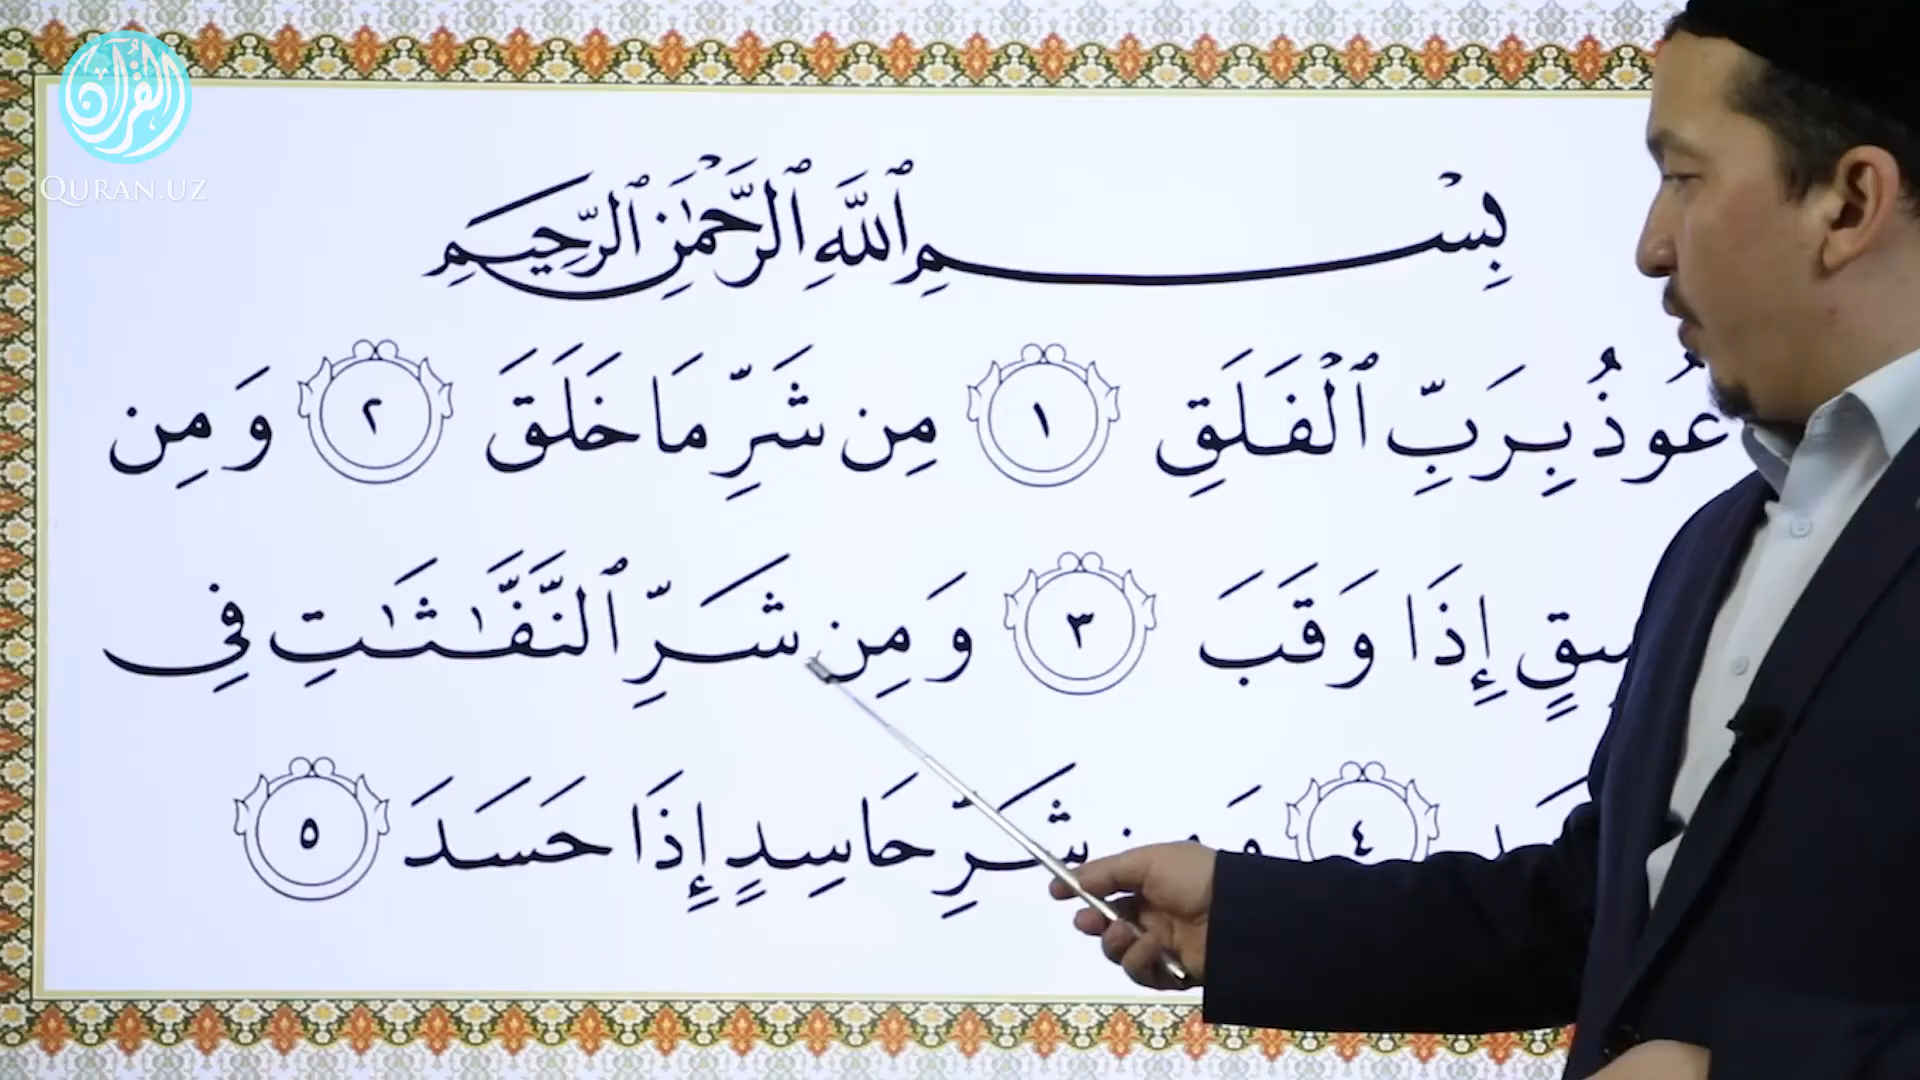 القرآن
QURAN.UZ
بِسْمِ ٱللَّهِ ٱلرَّحْمَٰنِ ٱلرَّحِيمِ
عُوذُ بِرَبِّ ٱلْفَلَقِ ١ مِن شَرِّ مَا خَلَقَ ٢ وَمِن
إِذَا وَقَبَ ٣ وَمِن شَرِّ ٱلنَّفَّٰثَٰتِ فِي
٤ شَرِّ حَاسِدٍ إِذَا حَسَدَ ٥